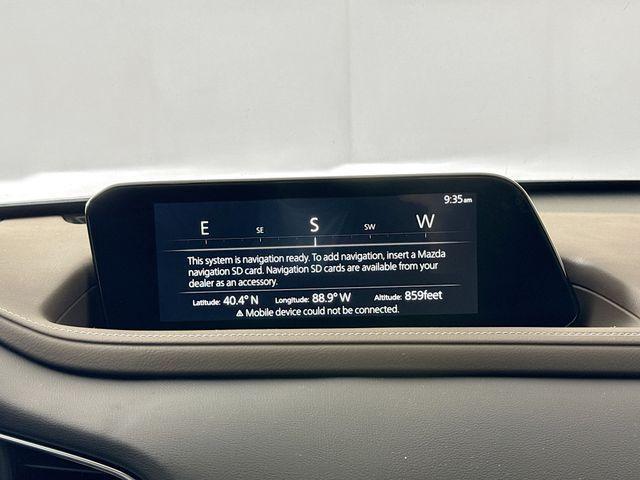 9:35am
E SE S SW W
This system is navigation ready. To add navigation, insert a Mazda
navigation SD card. Navigation SD cards are available from your
dealer as an accessory.
Latitude: 40.4° N Longitude: 88.9° W Altitude: 859feet
⚠ Mobile device could not be connected.